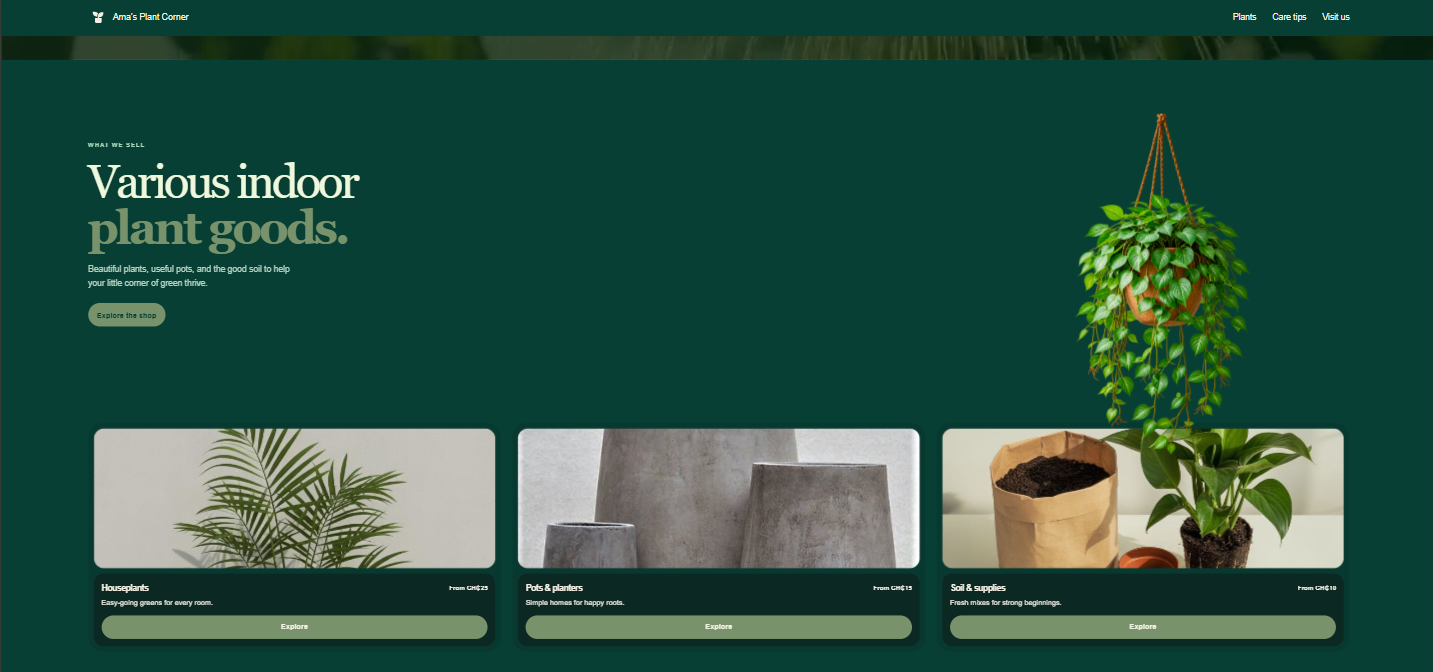 Ama's Plant Corner
Plants Care tips Visit us
WHAT WE SELL
Various indoor
plant goods.
Beautiful plants, useful pots, and the good soil to help
your little corner of green thrive.
Explore the shop
Houseplants From GH₵25
Easy-going greens for every room.
Explore
Pots & planters From GH₵15
Simple homes for happy roots.
Explore
Soil & supplies From GH₵10
Fresh mixes for strong beginnings.
Explore